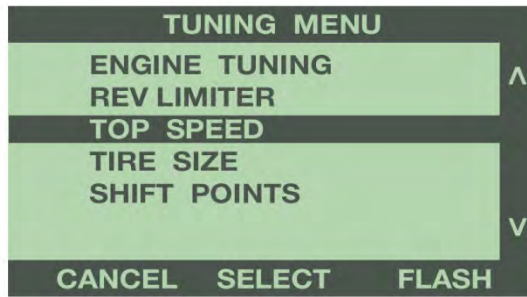 TUNING MENU
ENGINE TUNING
REV LIMITER
TOP SPEED
TIRE SIZE
SHIFT POINTS
CANCEL SELECT FLASH